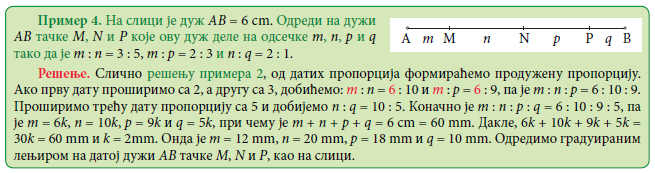 Пример 4. На слици је дуж AB = 6 cm. Одреди на дужи
AB тачке M, N и P које ову дуж деле на одсечке m, n, p и q
тако да је m : n = 3 : 5, m : p = 2 : 3 и n : q = 2 : 1.
A m M n N p P q B
Решење. Слично решењу примера 2, од датих пропорција формираћемо продужену пропорцију.
Ако прву дату проширимо са 2, а другу са 3, добићемо: m : n = 6 : 10 и m : p = 6 : 9, па је m : n : p = 6 : 10 : 9.
Проширимо трећу дату пропорцију са 5 и добијемо n : q = 10 : 5. Коначно је m : n : p : q = 6 : 10 : 9 : 5, па
је m = 6k, n = 10k, p = 9k и q = 5k, при чему је m + n + p + q = 6 cm = 60 mm. Дакле, 6k + 10k + 9k + 5k =
30k = 60 mm и k = 2mm. Онда је m = 12 mm, n = 20 mm, p = 18 mm и q = 10 mm. Одредимо градуираним
лењиром на датој дужи AB тачке M, N и P, као на слици.